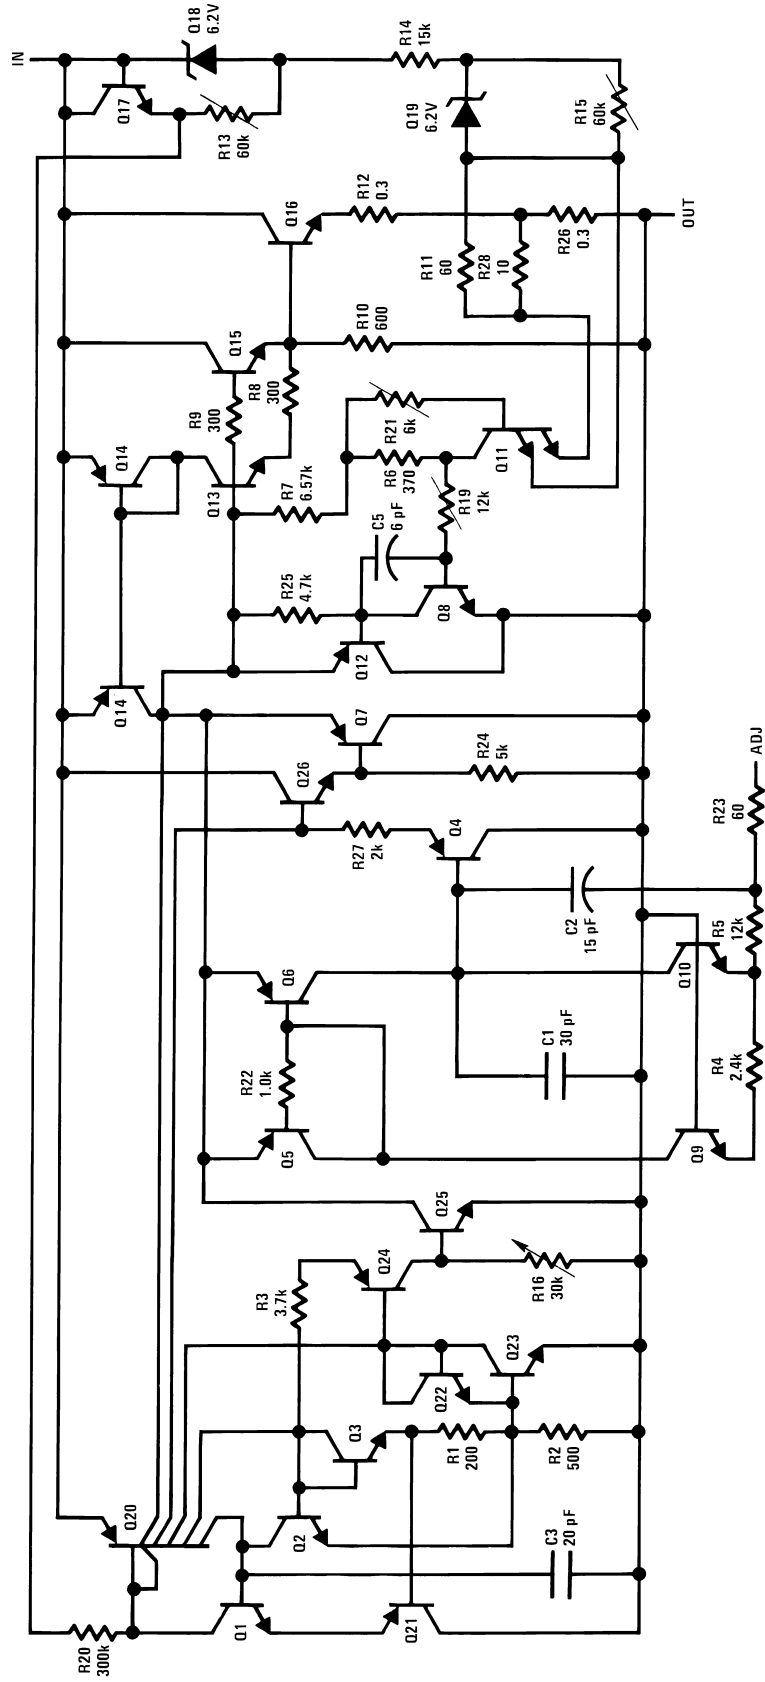 IN
Q18
6.2V
Q17
R13
60k
R14
15k
Q19
6.2V
R15
60k
Q16
R12
0.3
R11
60
R28
10
R26
0.3
OUT
Q15
R10
600
R9
300
R8
300
Q14
Q13
R7
6.57k
R21
6k
R6
370
Q11
R19
12k
C5
6 pF
R25
4.7k
Q8
Q12
Q14
Q7
Q26
R24
5k
R27
2k
Q4
ADJ
R23
60
C2
15 pF
R5
12k
Q6
Q10
C1
30 pF
R22
1.0k
R4
2.4k
Q5
Q9
Q25
Q24
R16
30k
R3
3.7k
Q23
Q22
Q3
R1
200
R2
500
Q20
Q2
C3
20 pF
R20
300k
Q1
Q21